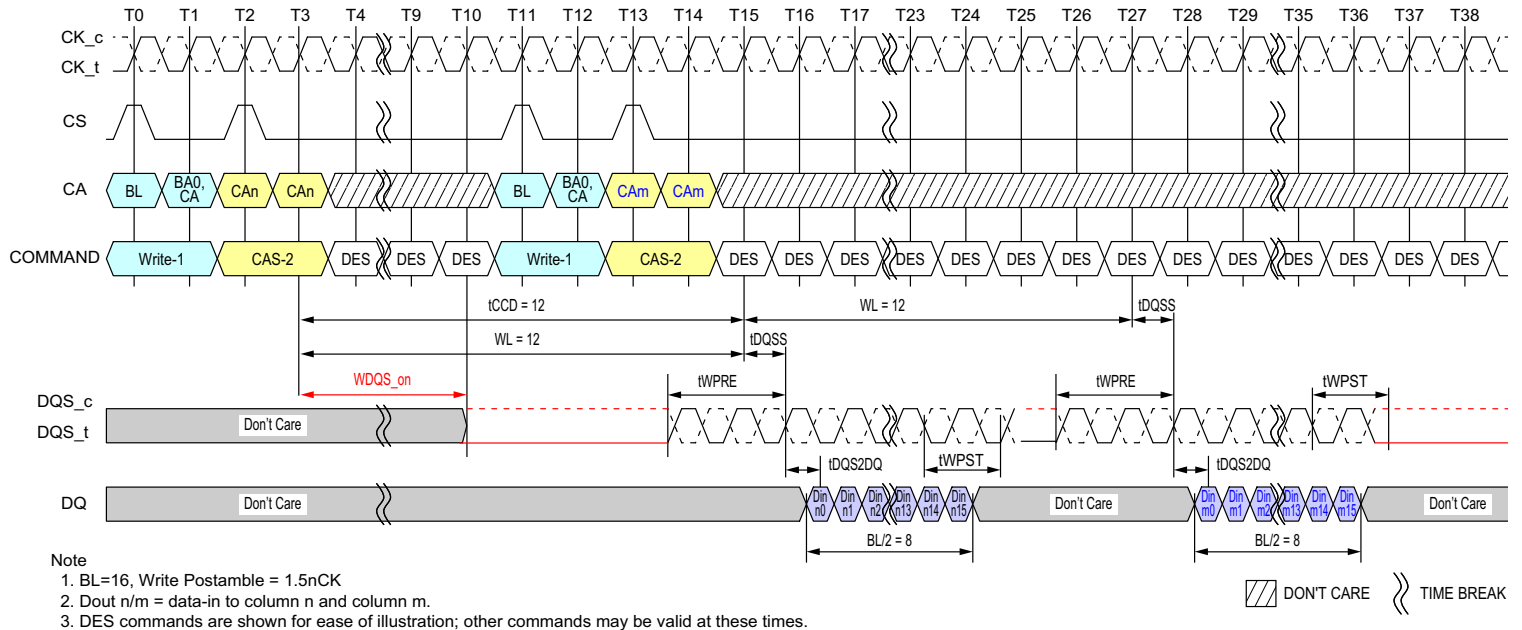 T0 T1 T2 T3 T4 T9 T10 T11 T12 T13 T14 T15 T16 T17 T23 T24 T25 T26 T27 T28 T29 T35 T36 T37 T38
CK_c
CK_t
CS
CA
BL BA0, CA CAn CAn BL BA0, CA CAm CAm
COMMAND Write-1 CAS-2 DES DES DES Write-1 CAS-2 DES DES DES DES DES DES DES DES DES DES DES DES DES DES
tCCD = 12 WL = 12 tDQSS
WL = 12 tDQSS
WDQS_on tWPRE tWPRE tWPST
DQS_c
DQS_t
Don't Care
tDQS2DQ tWPST tDQS2DQ
DQ Don't Care Din n0 Din n1 Din n2 Din n13 Din n14 Din n15 Don't Care Din m0 Din m1 Din m2 Din m13 Din m14 Din m15 Don't Care
BL/2 = 8 BL/2 = 8
Note
1. BL=16, Write Postamble = 1.5nCK
2. Dout n/m = data-in to column n and column m.
3. DES commands are shown for ease of illustration; other commands may be valid at these times.
DON'T CARE TIME BREAK